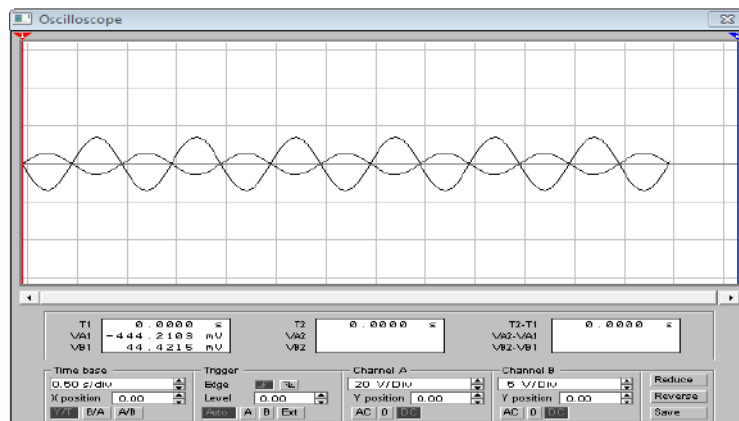 Oscilloscope
T1 0.0000 s
VA1 -444.2103 mV
VB1 44.4215 mV
T2 0.0000 s
VA2
VB2
T2-T1 0.0000 s
VA2-VA1
VB2-VB1
Time base
0.50 s/div
X position 0.00
Y/T B/A A/B
Trigger
Edge
Level 0.00
Auto A B Ext
Channel A
20 V/Div
Y position 0.00
AC 0 DC
Channel B
5 V/Div
Y position 0.00
AC 0 DC
Reduce
Reverse
Save